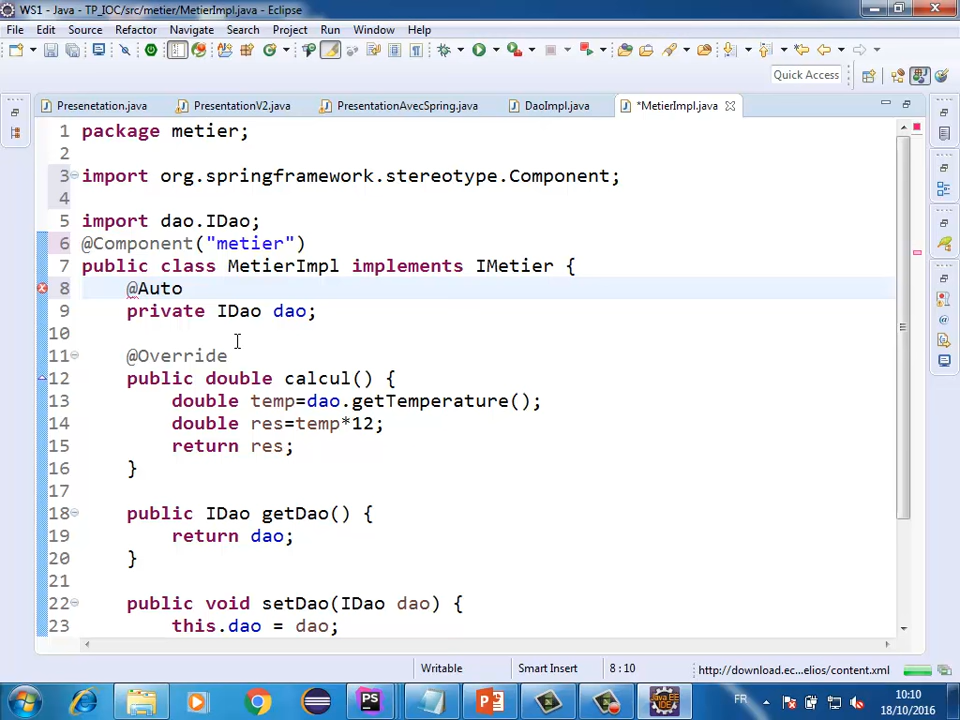 WS1 - Java - TP_IOC/src/metier/MetierImpl.java - Eclipse
File Edit Source Refactor Navigate Search Project Run Window Help
Quick Access
Presenetation.java PresentationV2.java PresentationAvecSpring.java DaoImpl.java *MetierImpl.java
1 package metier;
2
3 import org.springframework.stereotype.Component;
4
5 import dao.IDao;
6 @Component("metier")
7 public class MetierImpl implements IMetier {
8 @Auto
9 private IDao dao;
10
11 @Override
12 public double calcul() {
13 double temp=dao.getTemperature();
14 double res=temp*12;
15 return res;
16 }
17
18 public IDao getDao() {
19 return dao;
20 }
21
22 public void setDao(IDao dao) {
23 this.dao = dao;
Writable Smart Insert 8 : 10 http://download.ec...elios/content.xml
PS Java EE IDE FR 10:10
18/10/2016